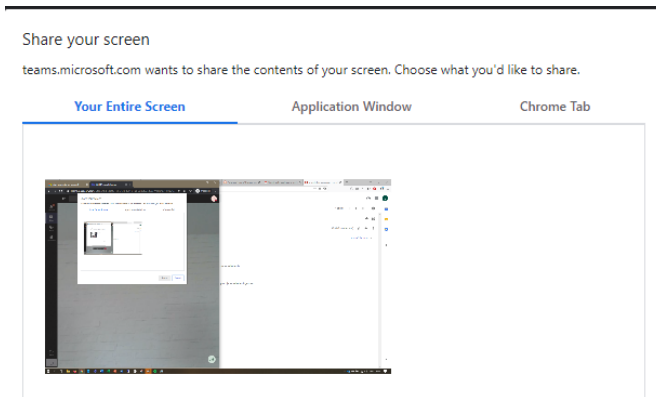 Share your screen
teams.microsoft.com wants to share the contents of your screen. Choose what you'd like to share.
Your Entire Screen Application Window Chrome Tab